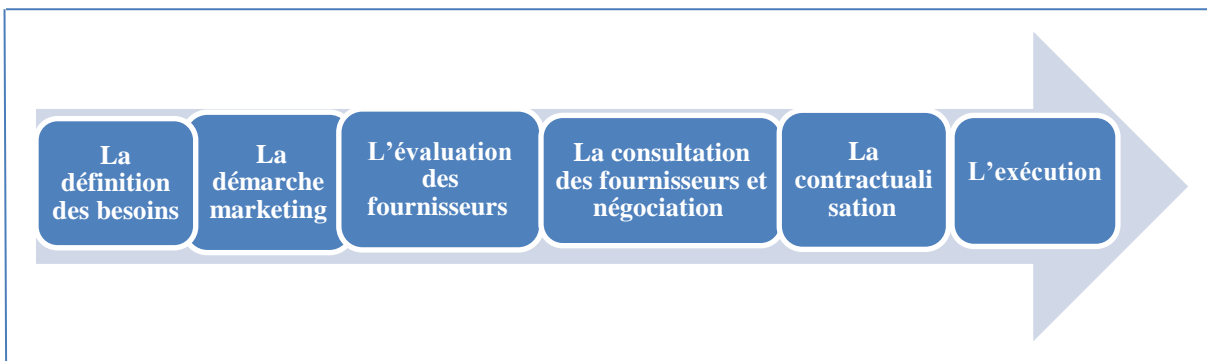 La
définition
des besoins
La
démarche
marketing
L’évaluation
des
fournisseurs
La consultation
des fournisseurs et
négociation
La
contractuali
sation
L’exécution